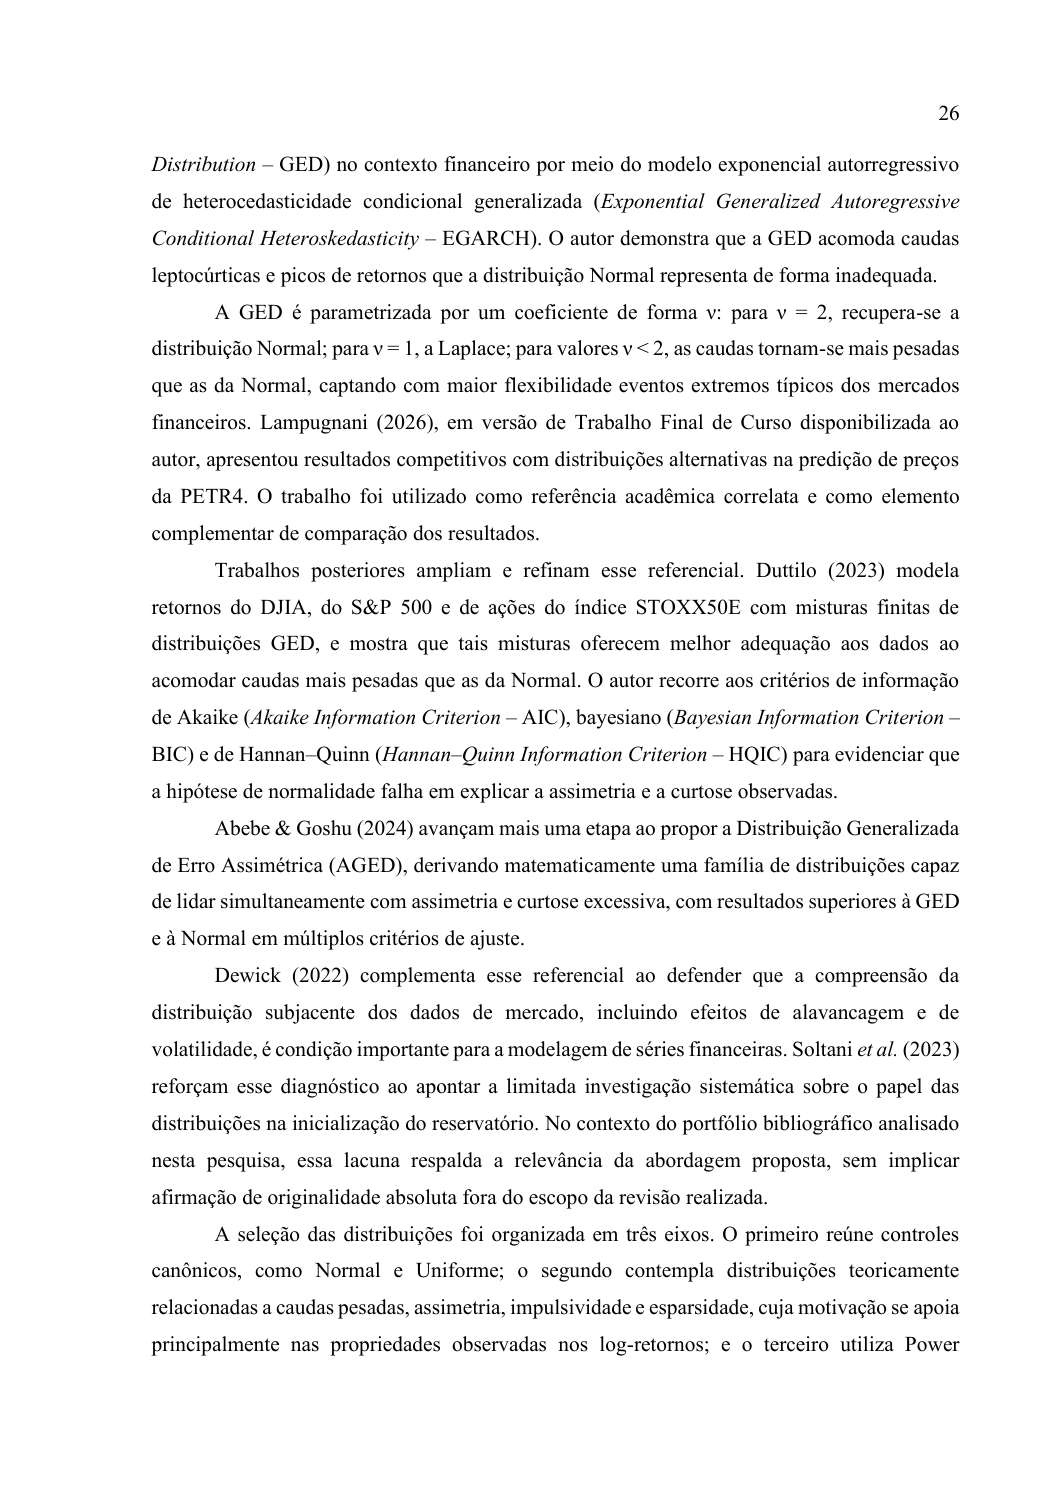 26
Distribution – GED) no contexto financeiro por meio do modelo exponencial autorregressivo
de heterocedasticidade condicional generalizada (Exponential Generalized Autoregressive
Conditional Heteroskedasticity – EGARCH). O autor demonstra que a GED acomoda caudas
leptocúrticas e picos de retornos que a distribuição Normal representa de forma inadequada.
A GED é parametrizada por um coeficiente de forma ν: para ν = 2, recupera-se a
distribuição Normal; para ν = 1, a Laplace; para valores ν < 2, as caudas tornam-se mais pesadas
que as da Normal, captando com maior flexibilidade eventos extremos típicos dos mercados
financeiros. Lampugnani (2026), em versão de Trabalho Final de Curso disponibilizada ao
autor, apresentou resultados competitivos com distribuições alternativas na predição de preços
da PETR4. O trabalho foi utilizado como referência acadêmica correlata e como elemento
complementar de comparação dos resultados.
Trabalhos posteriores ampliam e refinam esse referencial. Duttilo (2023) modela
retornos do DJIA, do S&P 500 e de ações do índice STOXX50E com misturas finitas de
distribuições GED, e mostra que tais misturas oferecem melhor adequação aos dados ao
acomodar caudas mais pesadas que as da Normal. O autor recorre aos critérios de informação
de Akaike (Akaike Information Criterion – AIC), bayesiano (Bayesian Information Criterion –
BIC) e de Hannan–Quinn (Hannan–Quinn Information Criterion – HQIC) para evidenciar que
a hipótese de normalidade falha em explicar a assimetria e a curtose observadas.
Abebe & Goshu (2024) avançam mais uma etapa ao propor a Distribuição Generalizada
de Erro Assimétrica (AGED), derivando matematicamente uma família de distribuições capaz
de lidar simultaneamente com assimetria e curtose excessiva, com resultados superiores à GED
e à Normal em múltiplos critérios de ajuste.
Dewick (2022) complementa esse referencial ao defender que a compreensão da
distribuição subjacente dos dados de mercado, incluindo efeitos de alavancagem e de
volatilidade, é condição importante para a modelagem de séries financeiras. Soltani et al. (2023)
reforçam esse diagnóstico ao apontar a limitada investigação sistemática sobre o papel das
distribuições na inicialização do reservatório. No contexto do portfólio bibliográfico analisado
nesta pesquisa, essa lacuna respalda a relevância da abordagem proposta, sem implicar
afirmação de originalidade absoluta fora do escopo da revisão realizada.
A seleção das distribuições foi organizada em três eixos. O primeiro reúne controles
canônicos, como Normal e Uniforme; o segundo contempla distribuições teoricamente
relacionadas a caudas pesadas, assimetria, impulsividade e esparsidade, cuja motivação se apoia
principalmente nas propriedades observadas nos log-retornos; e o terceiro utiliza Power